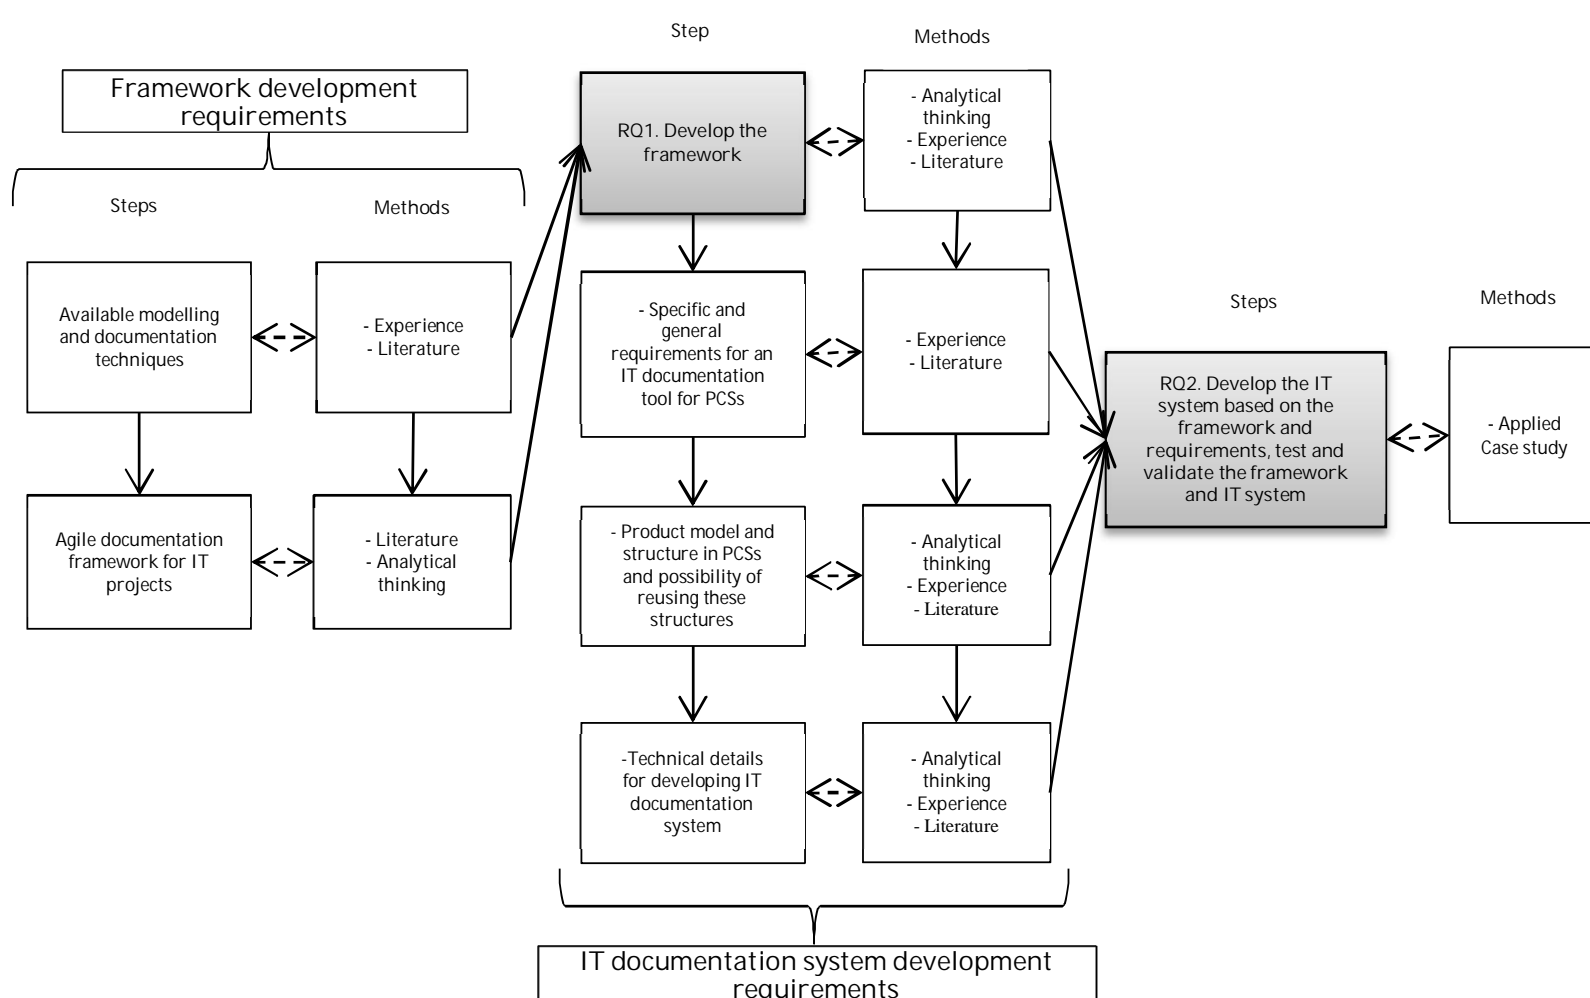 Framework development
requirements
Steps
Methods
Available modelling
and documentation
techniques
- Experience
- Literature
Agile documentation
framework for IT
projects
- Literature
- Analytical
thinking
Step
Methods
RQ1. Develop the
framework
- Analytical
thinking
- Experience
- Literature
- Specific and
general
requirements for an
IT documentation
tool for PCSs
- Experience
- Literature
- Product model and
structure in PCSs
and possibility of
reusing these
structures
- Analytical
thinking
- Experience
- Literature
-Technical details
for developing IT
documentation
system
- Analytical
thinking
- Experience
- Literature
IT documentation system development
requirements
Steps
Methods
RQ2. Develop the IT
system based on the
framework and
requirements, test and
validate the framework
and IT system
- Applied
Case study